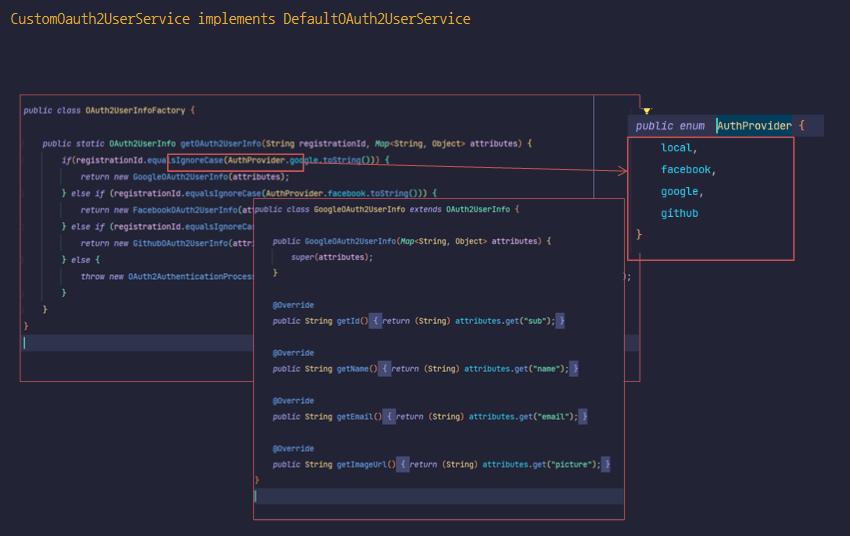 CustomOauth2UserService implements DefaultOAuth2UserService
public class OAuth2UserInfoFactory {
public static OAuth2UserInfo getOAuth2UserInfo(String registrationId, Map<String, Object> attributes) {
if(registrationId.equalsIgnoreCase(AuthProvider.google.toString())) {
return new GoogleOAuth2UserInfo(attributes);
} else if (registrationId.equalsIgnoreCase(AuthProvider.facebook.toString())) {
return new FacebookOAuth2UserInfo(at
} else if (registrationId.equalsIgnoreCase
return new GithubOAuth2UserInfo(attri
} else {
throw new OAuth2AuthenticationProcess
);
}
}
}
public enum AuthProvider {
local,
facebook,
google,
github
}
public class GoogleOAuth2UserInfo extends OAuth2UserInfo {
public GoogleOAuth2UserInfo(Map<String, Object> attributes) {
super(attributes);
}
@Override
public String getId() { return (String) attributes.get("sub"); }
@Override
public String getName() { return (String) attributes.get("name"); }
@Override
public String getEmail() { return (String) attributes.get("email"); }
@Override
public String getImageUrl() { return (String) attributes.get("picture"); }
}